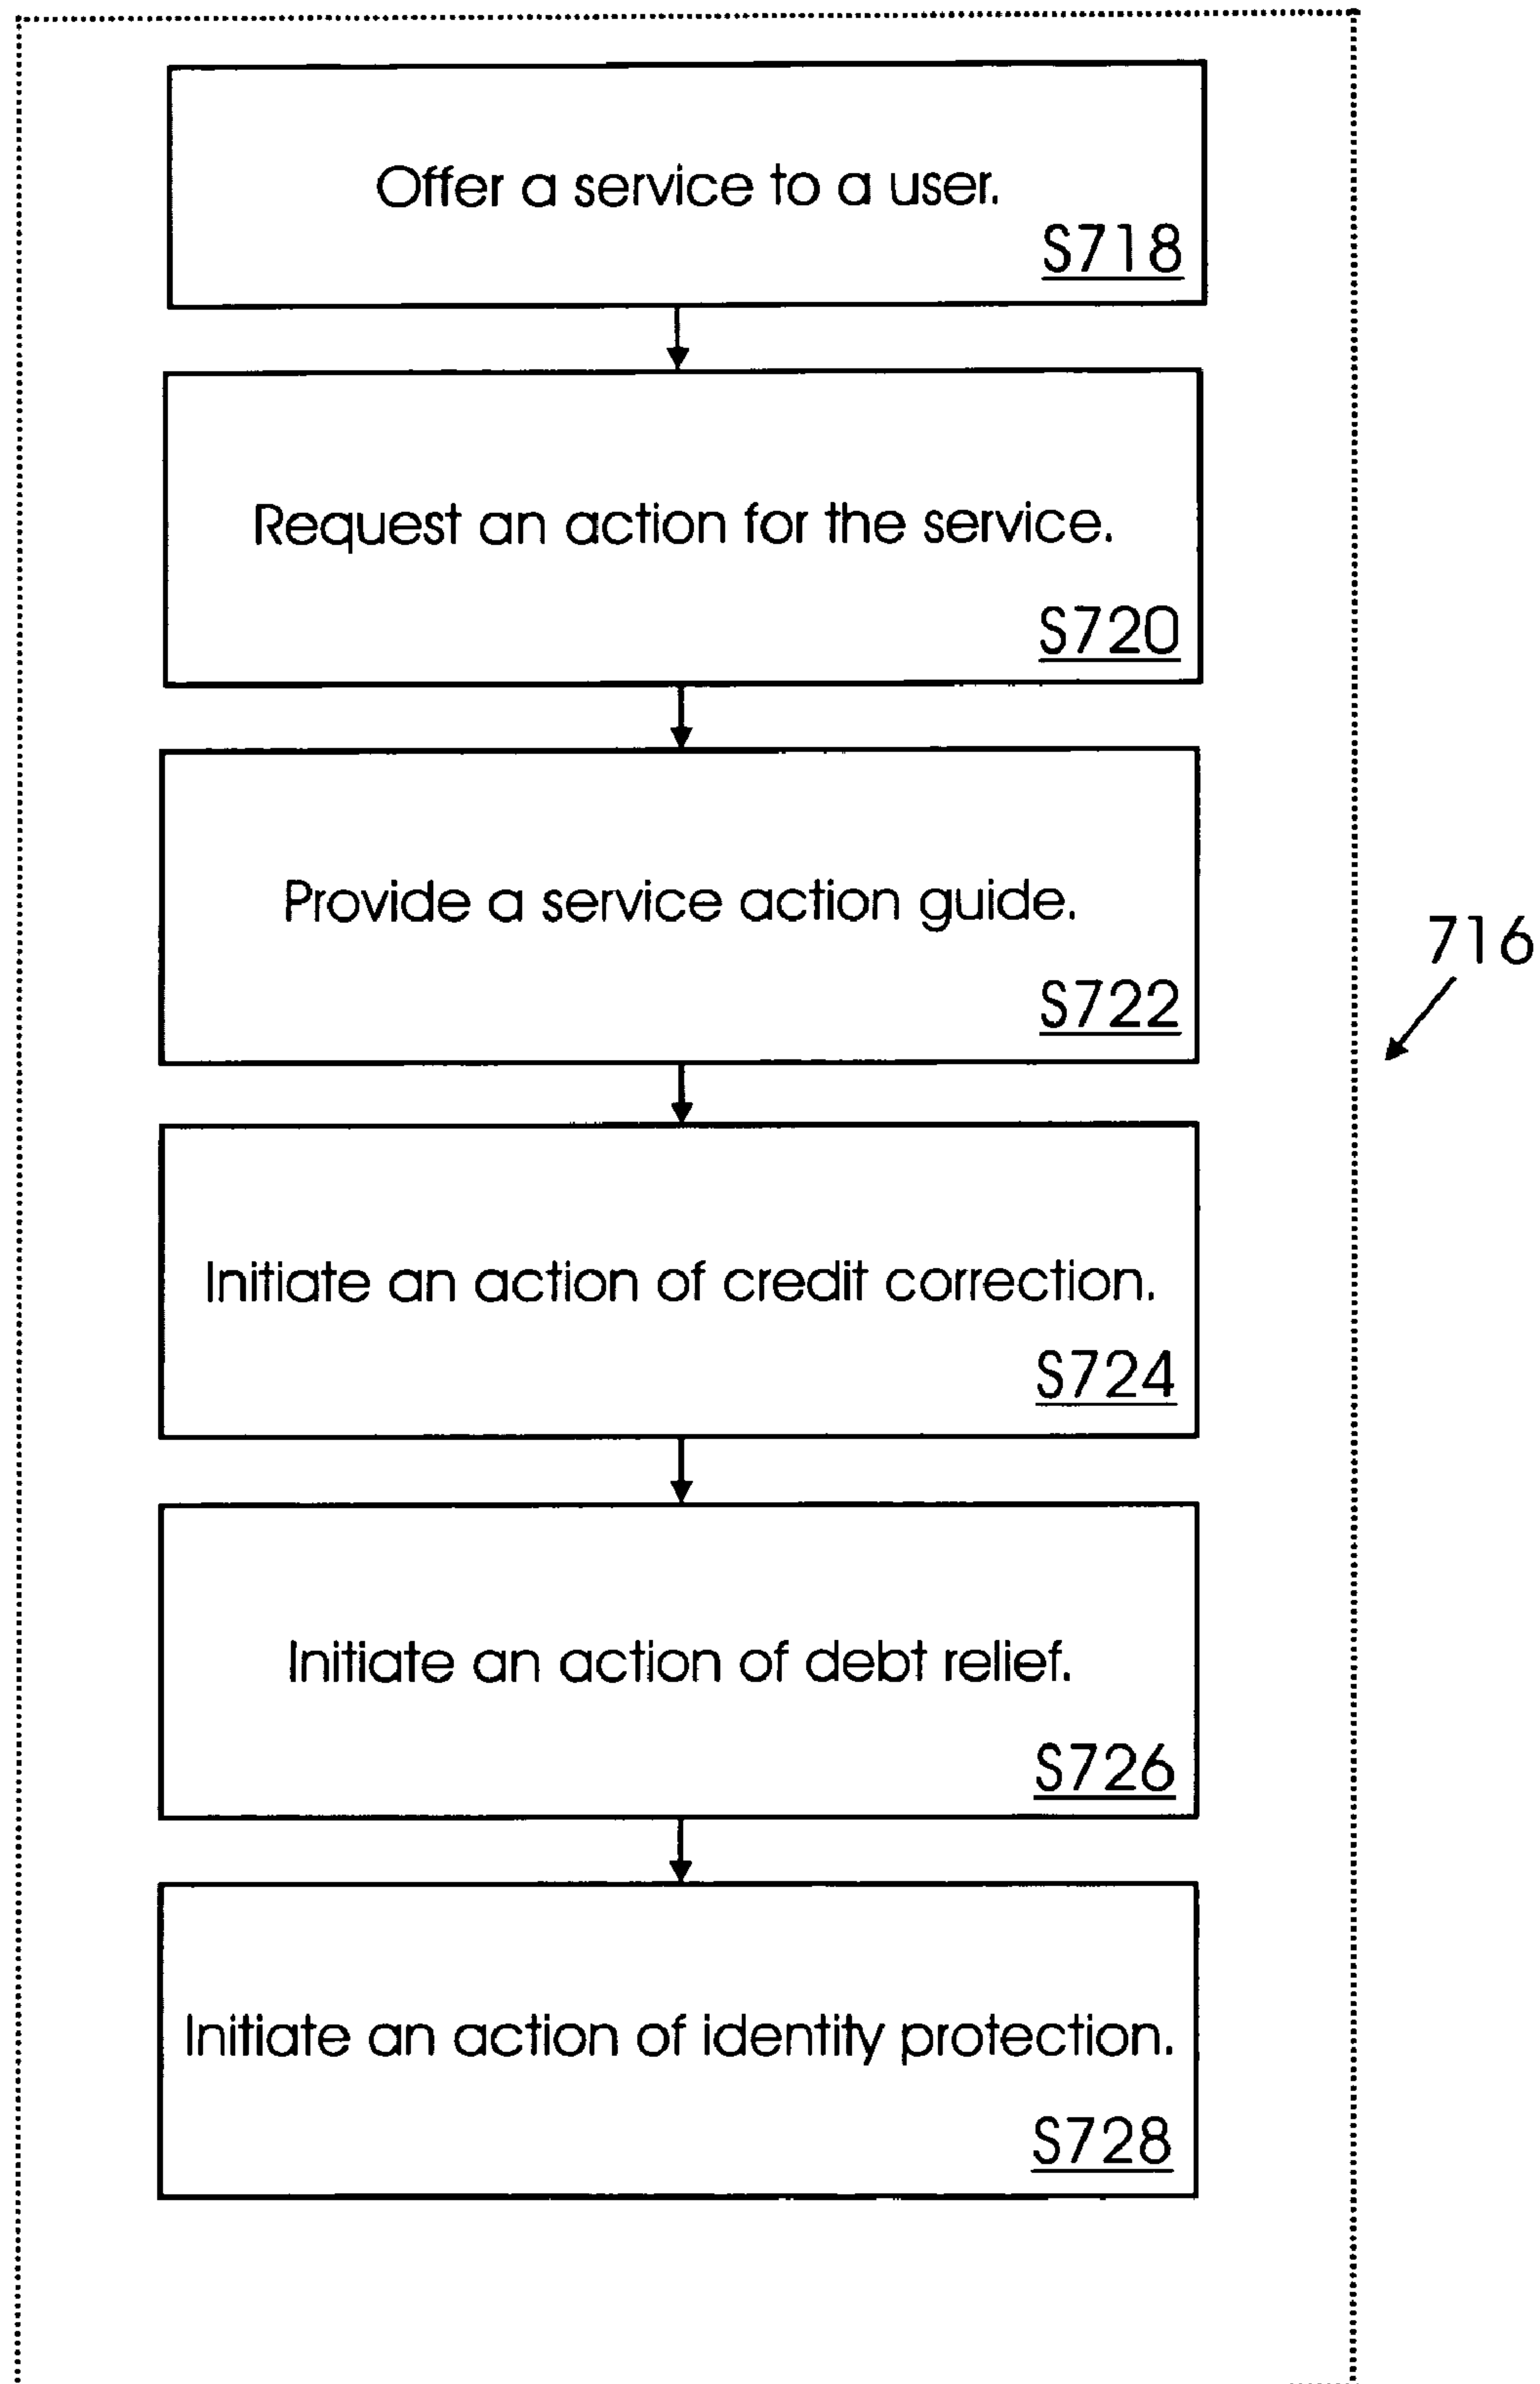 Offer a service to a user.
S718
Request an action for the service.
S720
Provide a service action guide.
S722
716
Initiate an action of credit correction.
S724
Initiate an action of debt relief.
S726
Initiate an action of identity protection.
S728